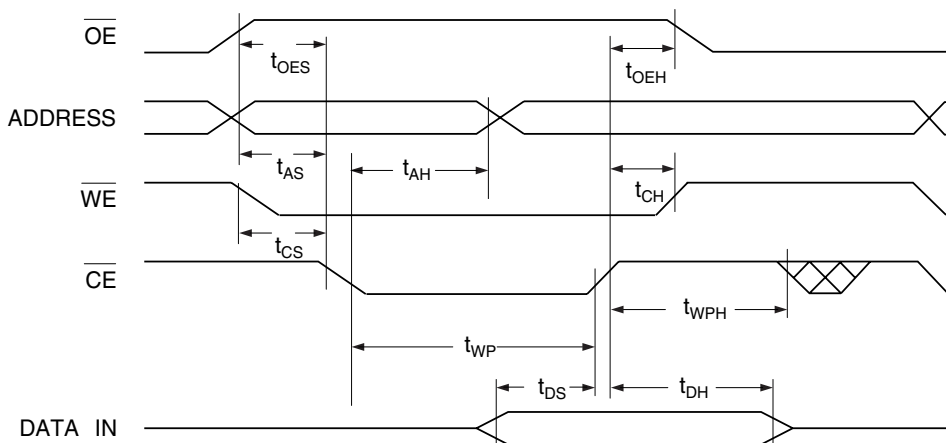 OE
tOES
tOEH
ADDRESS
tAS
tAH
tCH
WE
tCS
CE
tWPH
tWP
tDS
tDH
DATA IN